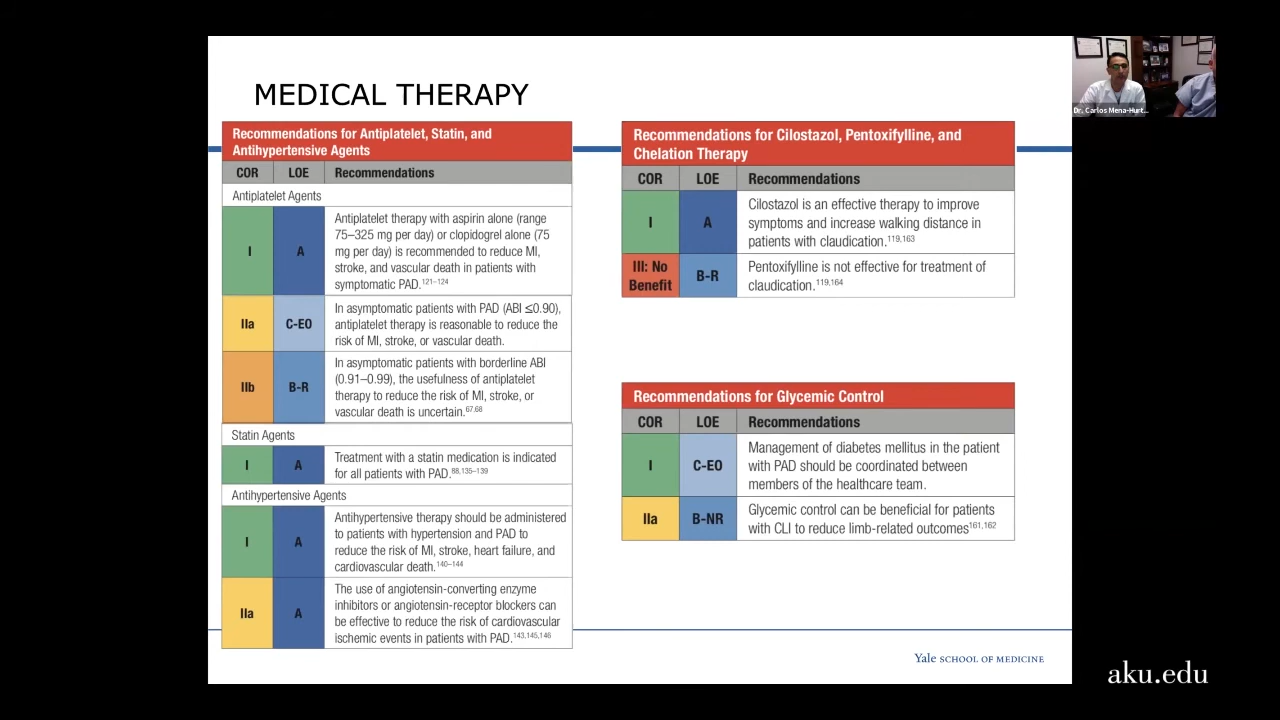 MEDICAL THERAPY
Recommendations for Antiplatelet, Statin, and
Antihypertensive Agents
COR LOE Recommendations
Antiplatelet Agents
I A Antiplatelet therapy with aspirin alone (range
75–325 mg per day) or clopidogrel alone (75
mg per day) is recommended to reduce MI,
stroke, and vascular death in patients with
symptomatic PAD.121–124
IIa C-EO In asymptomatic patients with PAD (ABI ≤0.90),
antiplatelet therapy is reasonable to reduce the
risk of MI, stroke, or vascular death.
IIb B-R In asymptomatic patients with borderline ABI
(0.91–0.99), the usefulness of antiplatelet
therapy to reduce the risk of MI, stroke, or
vascular death is uncertain.67,68
Statin Agents
I A Treatment with a statin medication is indicated
for all patients with PAD.88,135–139
Antihypertensive Agents
I A Antihypertensive therapy should be administered
to patients with hypertension and PAD to
reduce the risk of MI, stroke, heart failure, and
cardiovascular death.140–144
IIa A The use of angiotensin-converting enzyme
inhibitors or angiotensin-receptor blockers can
be effective to reduce the risk of cardiovascular
ischemic events in patients with PAD.143,145,146
Recommendations for Cilostazol, Pentoxifylline, and
Chelation Therapy
COR LOE Recommendations
I A Cilostazol is an effective therapy to improve
symptoms and increase walking distance in
patients with claudication.119,163
III: No
Benefit B-R Pentoxifylline is not effective for treatment of
claudication.119,164
Recommendations for Glycemic Control
COR LOE Recommendations
I C-EO Management of diabetes mellitus in the patient
with PAD should be coordinated between
members of the healthcare team.
IIa B-NR Glycemic control can be beneficial for patients
with CLI to reduce limb-related outcomes161,162
Yale SCHOOL OF MEDICINE
Dr. Carlos Mena-Hurt...
aku.edu